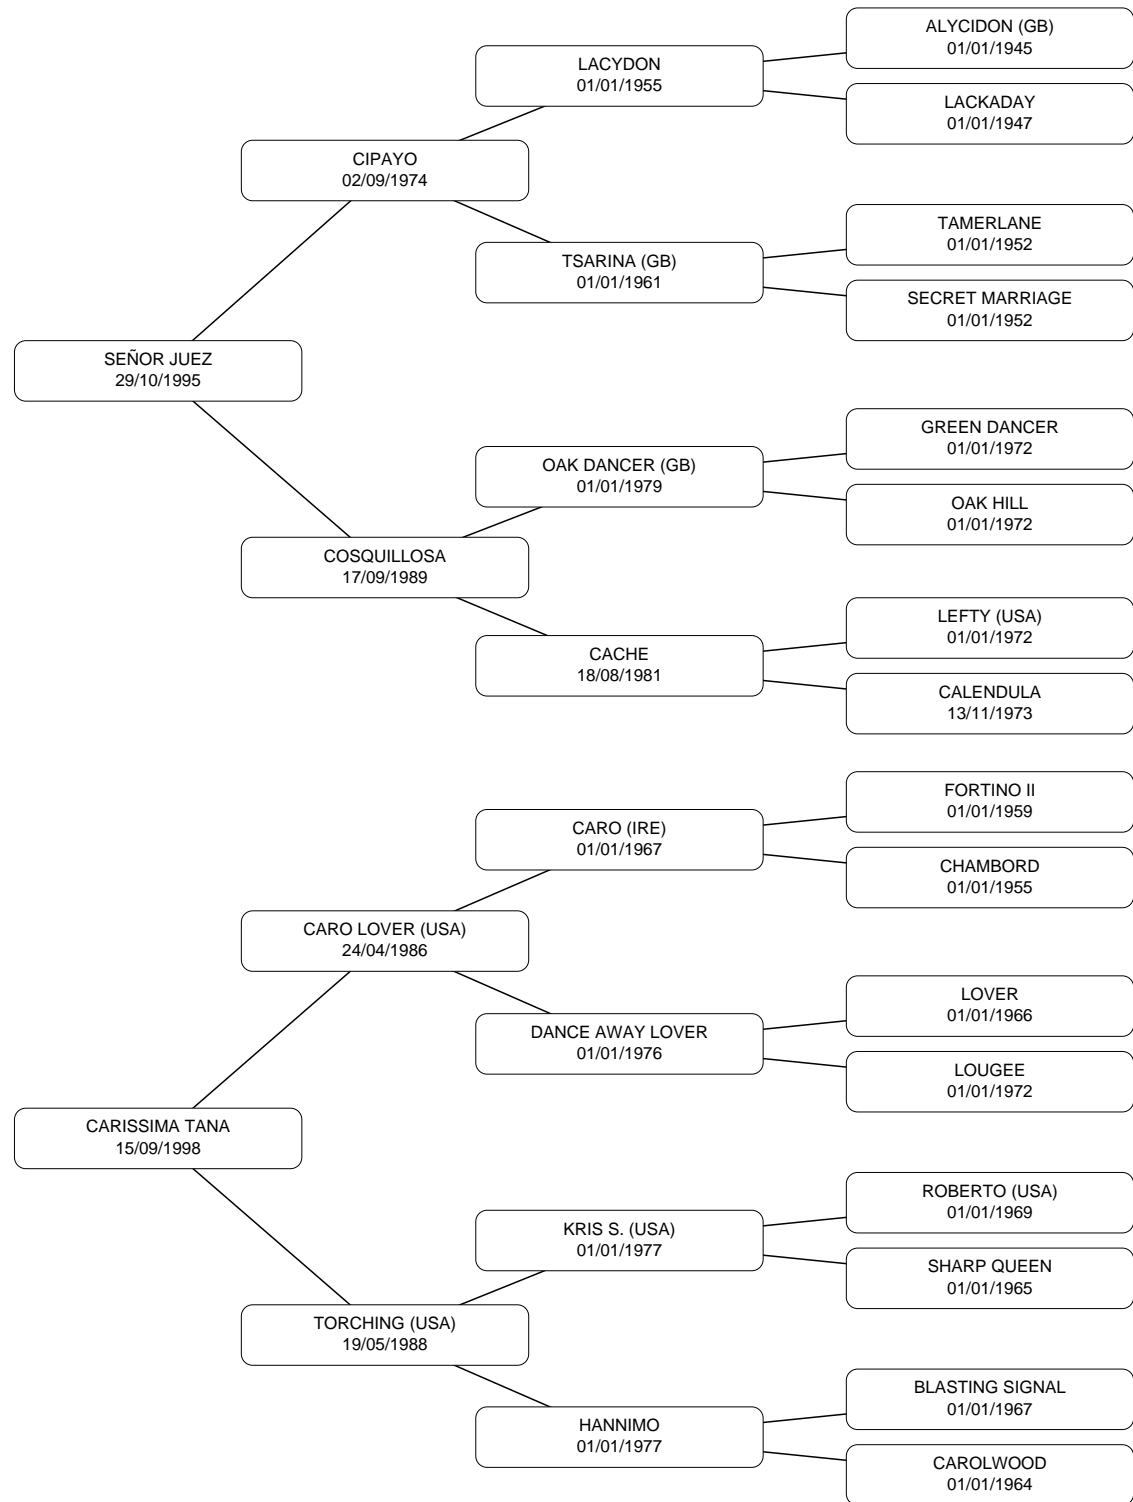 ALYCIDON (GB)
01/01/1945
LACYDON
01/01/1955
LACKADAY
01/01/1947
CIPAYO
02/09/1974
TAMERLANE
01/01/1952
TSARINA (GB)
01/01/1961
SECRET MARRIAGE
01/01/1952
SEÑOR JUEZ
29/10/1995
GREEN DANCER
01/01/1972
OAK DANCER (GB)
01/01/1979
OAK HILL
01/01/1972
COSQUILLOSA
17/09/1989
LEFTY (USA)
01/01/1972
CACHE
18/08/1981
CALENDULA
13/11/1973
FORTINO II
01/01/1959
CARO (IRE)
01/01/1967
CHAMBORD
01/01/1955
CARO LOVER (USA)
24/04/1986
LOVER
01/01/1966
DANCE AWAY LOVER
01/01/1976
LOUGEE
01/01/1972
CARISSIMA TANA
15/09/1998
ROBERTO (USA)
01/01/1969
KRIS S. (USA)
01/01/1977
SHARP QUEEN
01/01/1965
TORCHING (USA)
19/05/1988
BLASTING SIGNAL
01/01/1967
HANNIMO
01/01/1977
CAROLWOOD
01/01/1964